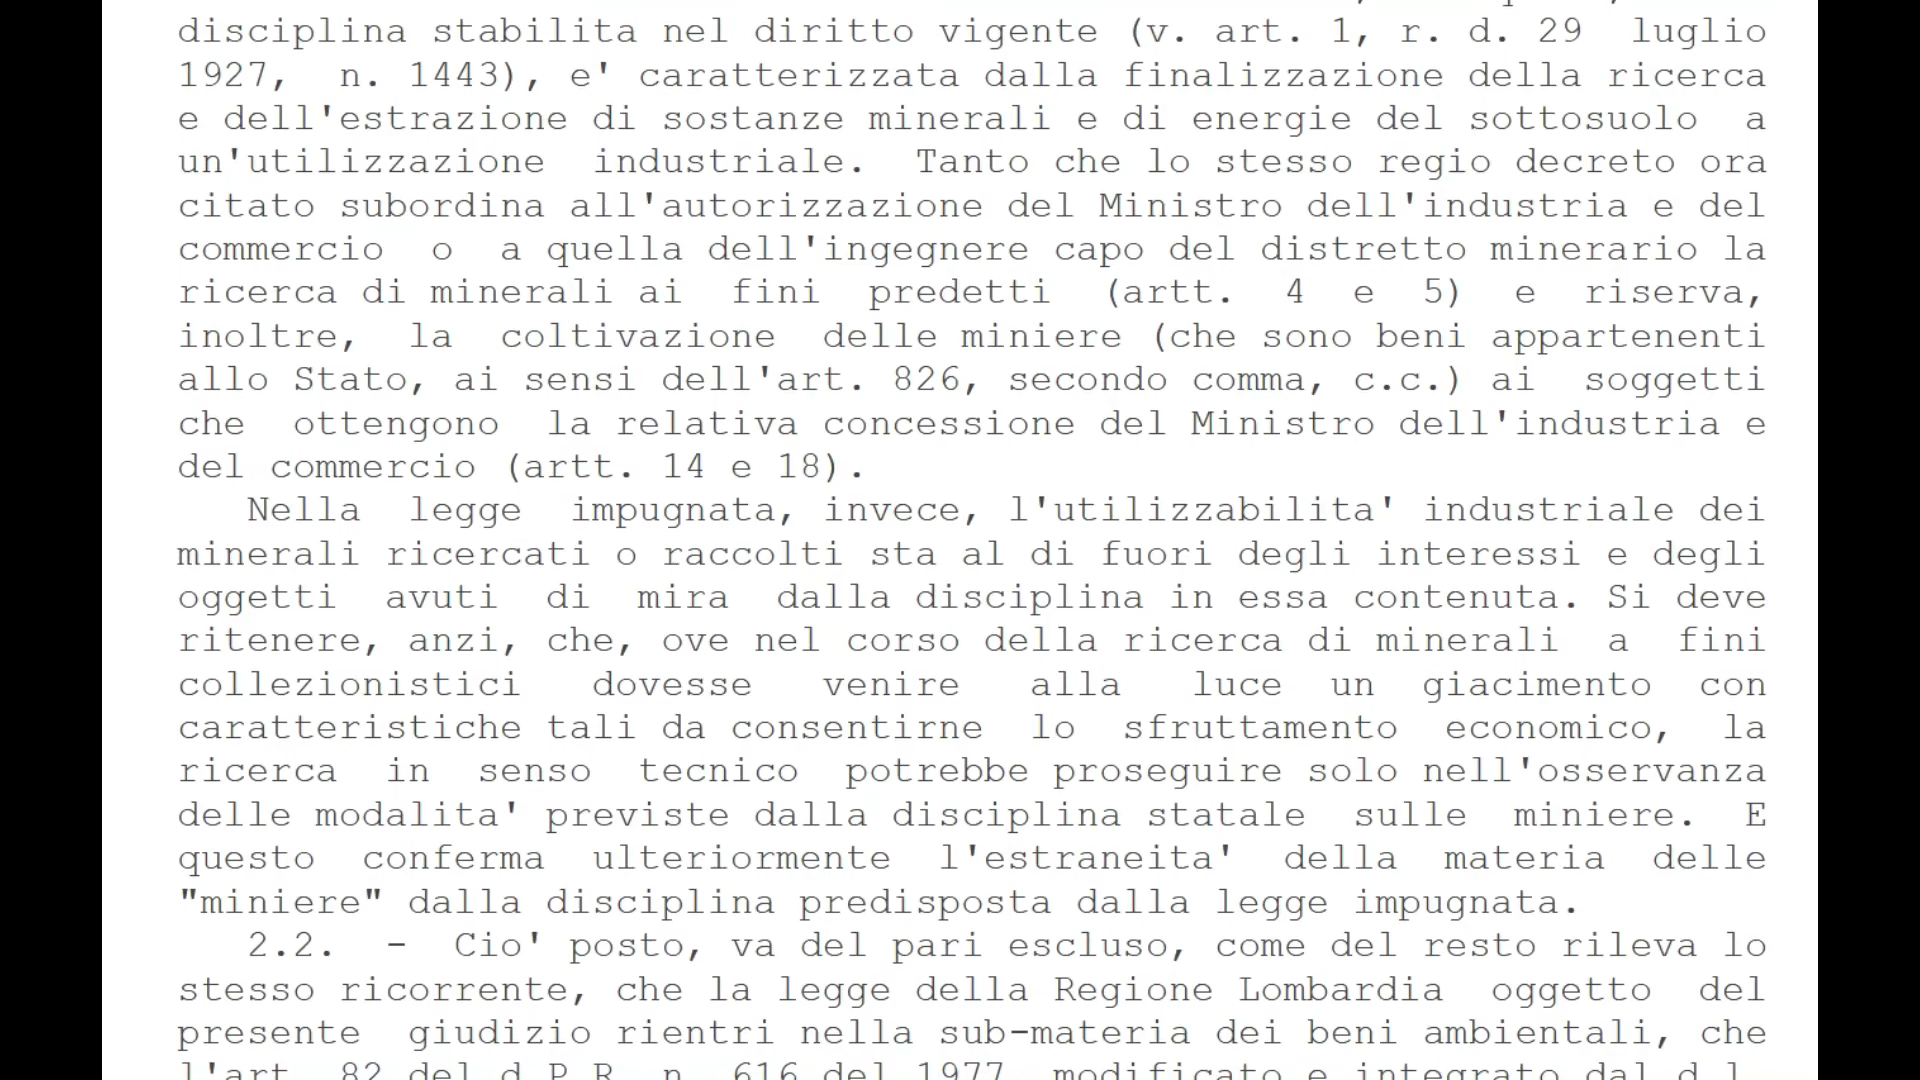 disciplina stabilita nel diritto vigente (v. art. 1, r. d. 29 luglio
1927, n. 1443), e' caratterizzata dalla finalizzazione della ricerca
e dell'estrazione di sostanze minerali e di energie del sottosuolo a
un'utilizzazione industriale. Tanto che lo stesso regio decreto ora
citato subordina all'autorizzazione del Ministro dell'industria e del
commercio o a quella dell'ingegnere capo del distretto minerario la
ricerca di minerali ai fini predetti (artt. 4 e 5) e riserva,
inoltre, la coltivazione delle miniere (che sono beni appartenenti
allo Stato, ai sensi dell'art. 826, secondo comma, c.c.) ai soggetti
che ottengono la relativa concessione del Ministro dell'industria e
del commercio (artt. 14 e 18).
Nella legge impugnata, invece, l'utilizzabilita' industriale dei
minerali ricercati o raccolti sta al di fuori degli interessi e degli
oggetti avuti di mira dalla disciplina in essa contenuta. Si deve
ritenere, anzi, che, ove nel corso della ricerca di minerali a fini
collezionistici dovesse venire alla luce un giacimento con
caratteristiche tali da consentirne lo sfruttamento economico, la
ricerca in senso tecnico potrebbe proseguire solo nell'osservanza
delle modalita' previste dalla disciplina statale sulle miniere. E
questo conferma ulteriormente l'estraneita' della materia delle
"miniere" dalla disciplina predisposta dalla legge impugnata.
2.2. - Cio' posto, va del pari escluso, come del resto rileva lo
stesso ricorrente, che la legge della Regione Lombardia oggetto del
presente giudizio rientri nella sub-materia dei beni ambientali, che
l'art. 82 del d.P.R. n. 616 del 1977, modificato e integrato dal d.l.